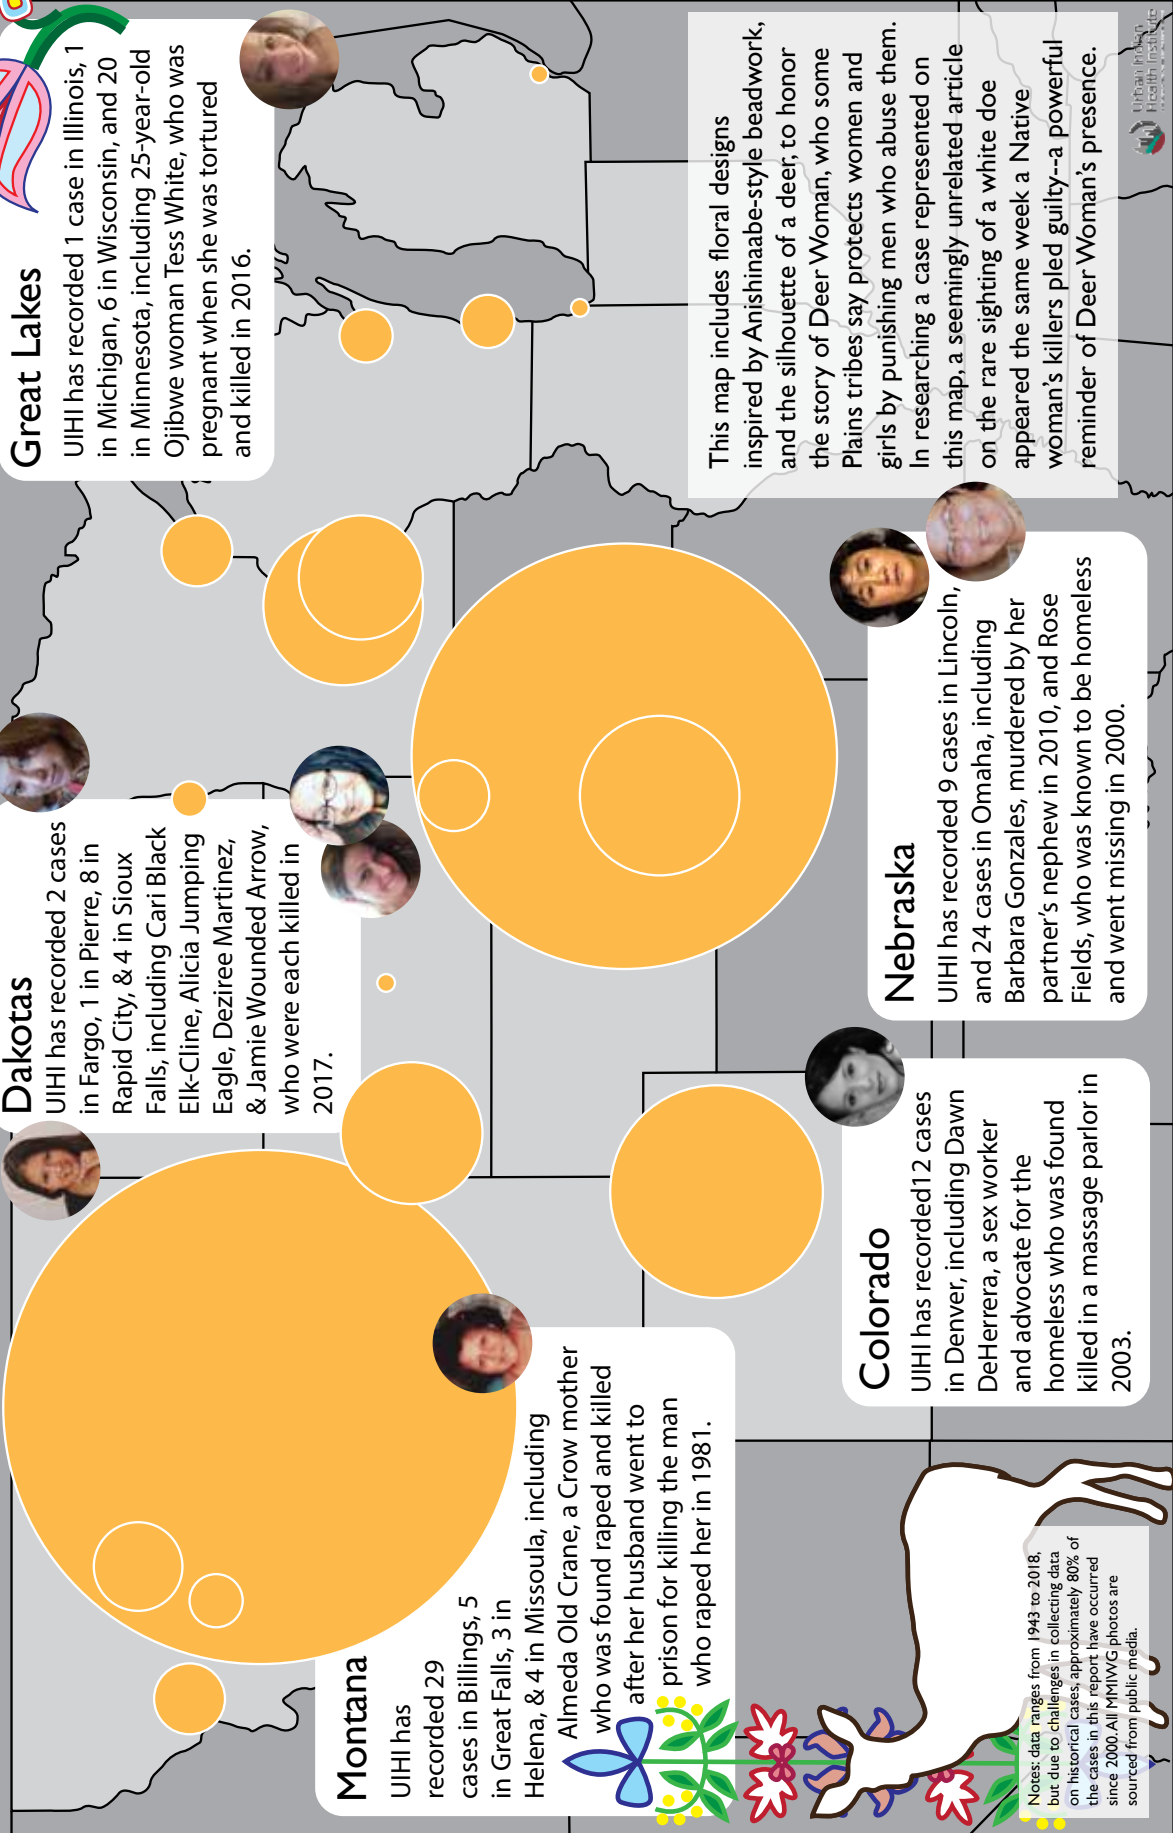 Montana
UIHI has
recorded 29
cases in Billings, 5
in Great Falls, 3 in
Helena, & 4 in Missoula, including
Almeda Old Crane, a Crow mother
who was found raped and killed
after her husband went to
prison for killing the man
who raped her in 1981.
Dakotas
UIHI has recorded 2 cases
in Fargo, 1 in Pierre, 8 in
Rapid City, & 4 in Sioux
Falls, including Cari Black
Elk-Cline, Alicia Jumping
Eagle, Deziree Martinez,
& Jamie Wounded Arrow,
who were each killed in
2017.
Great Lakes
UIHI has recorded 1 case in Illinois, 1
in Michigan, 6 in Wisconsin, and 20
in Minnesota, including 25-year-old
Ojibwe woman Tess White, who was
pregnant when she was tortured
and killed in 2016.
Colorado
UIHI has recorded12 cases
in Denver, including Dawn
DeHerrera, a sex worker
and advocate for the
homeless who was found
killed in a massage parlor in
2003.
Nebraska
UIHI has recorded 9 cases in Lincoln,
and 24 cases in Omaha, including
Barbara Gonzales, murdered by her
partner's nephew in 2010, and Rose
Fields, who was known to be homeless
and went missing in 2000.
This map includes floral designs
inspired by Anishinaabe-style beadwork,
and the silhouette of a deer, to honor
the story of Deer Woman, who some
Plains tribes say protects women and
girls by punishing men who abuse them.
In researching a case represented on
this map, a seemingly unrelated article
on the rare sighting of a white doe
appeared the same week a Native
woman's killers pled guilty--a powerful
reminder of Deer Woman's presence.
Notes: data ranges from 1943 to 2018,
but due to challenges in collecting data
on historical cases, approximately 80% of
the cases in this report have occurred
since 2000. All MMIWG photos are
sourced from public media.
Urban Indian
Health Institute